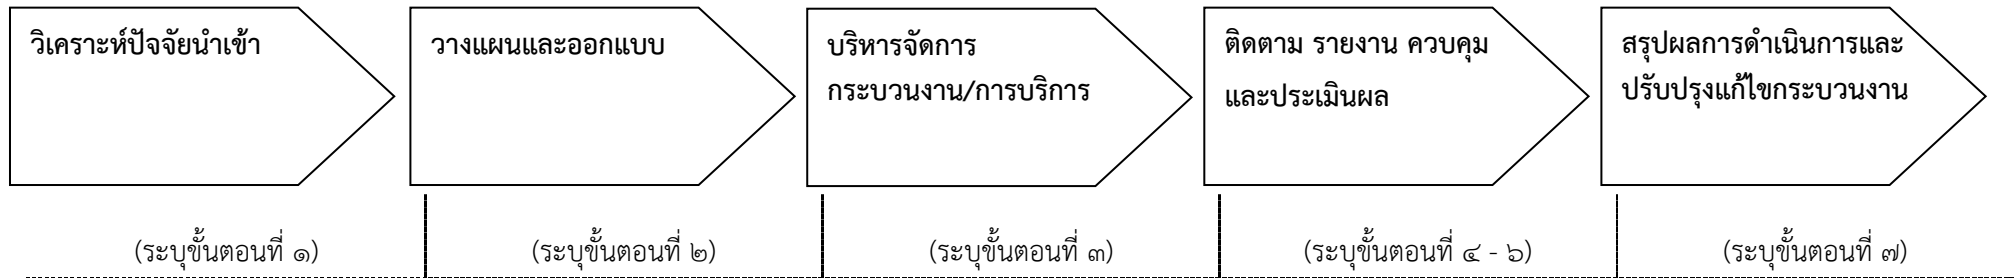 วิเคราะห์ปัจจัยนำเข้า
วางแผนและออกแบบ
บริหารจัดการ
กระบวนงาน/การบริการ
ติดตาม รายงาน ควบคุม
และประเมินผล
สรุปผลการดำเนินการและ
ปรับปรุงแก้ไขกระบวนงาน
(ระบุขั้นตอนที่ ๑)
(ระบุขั้นตอนที่ ๒)
(ระบุขั้นตอนที่ ๓)
(ระบุขั้นตอนที่ ๔ - ๖)
(ระบุขั้นตอนที่ ๗)